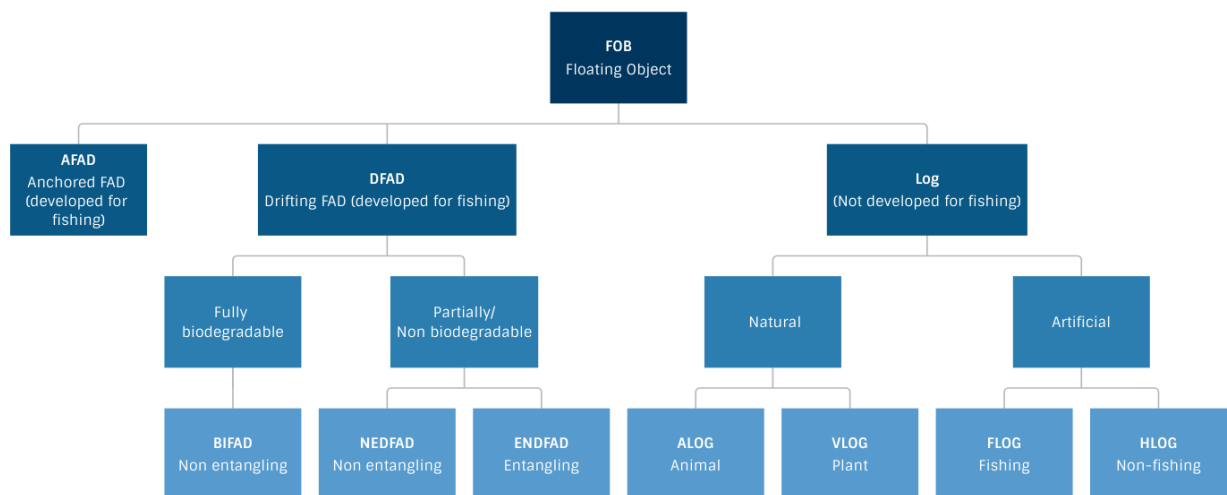 FOB
Floating Object
AFAD
Anchored FAD
(developed for
fishing)
DFAD
Drifting FAD (developed for fishing)
Log
(Not developed for fishing)
Fully
biodegradable
Partially/
Non biodegradable
Natural
Artificial
BIFAD
Non entangling
NEDFAD
Non entangling
ENDFAD
Entangling
ALOG
Animal
VLOG
Plant
FLOG
Fishing
HLOG
Non-fishing